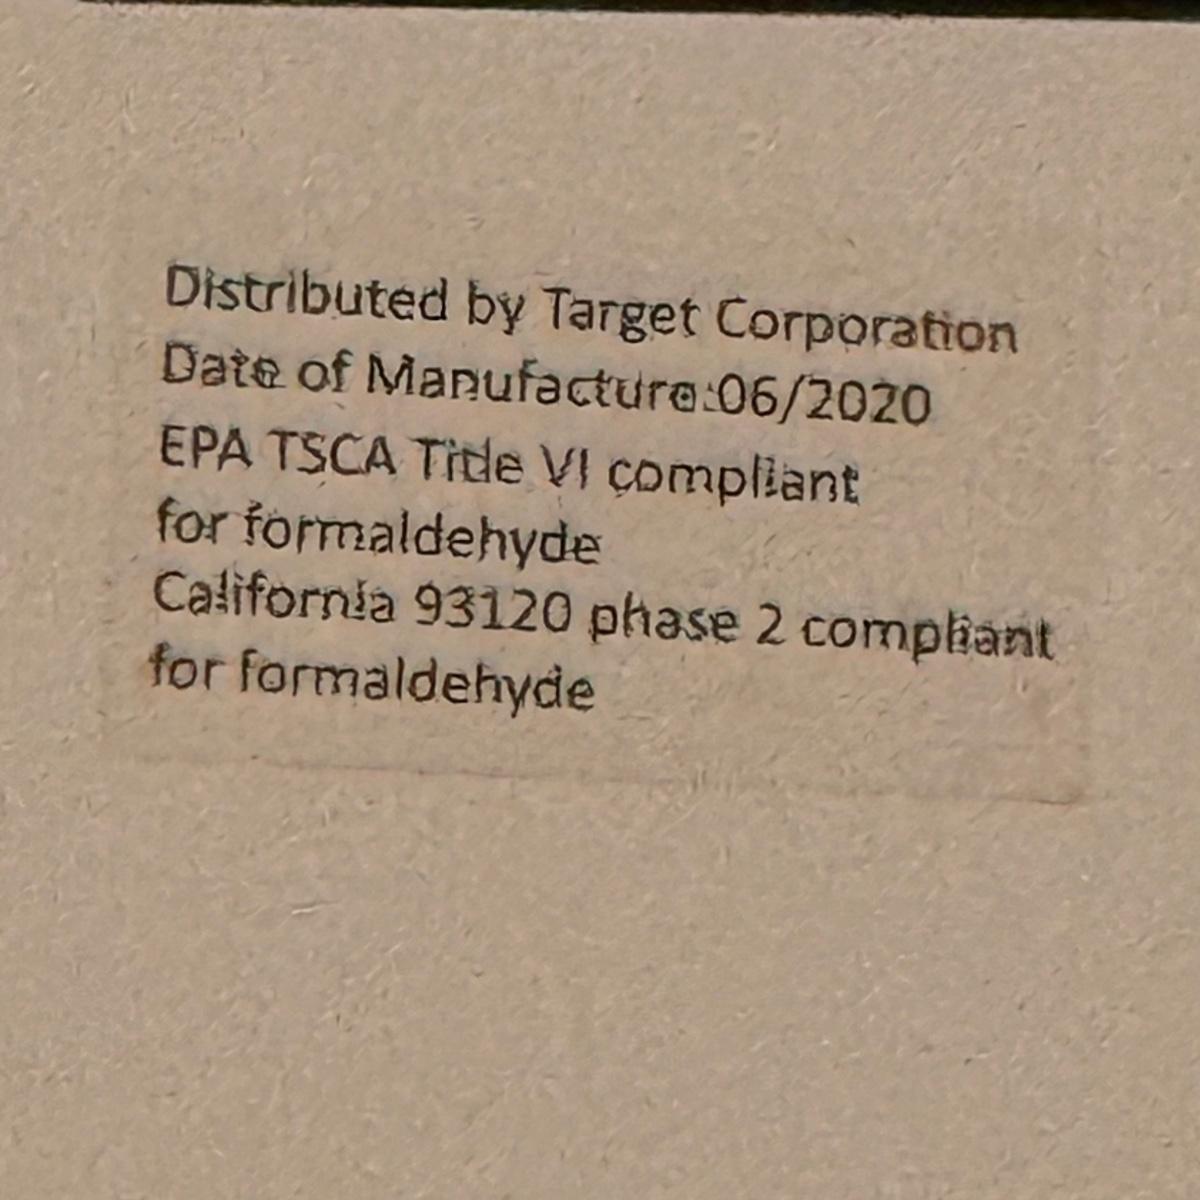 Distributed by Target Corporation
Date of Manufacture:06/2020
EPA TSCA Title VI compliant
for formaldehyde
California 93120 phase 2 compliant
for formaldehyde